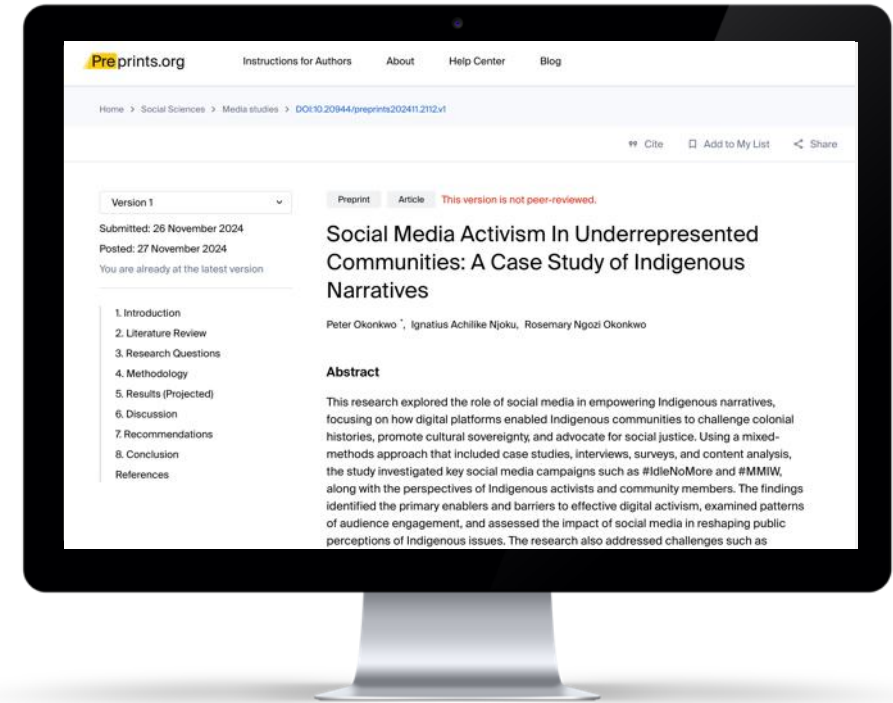 Preprints.org
Instructions for Authors About Help Center Blog
Home > Social Sciences > Media studies > DOI:10.20944/preprints202411.2112.v1
Cite Add to My List Share
Version 1
Submitted: 26 November 2024
Posted: 27 November 2024
You are already at the latest version
1. Introduction
2. Literature Review
3. Research Questions
4. Methodology
5. Results (Projected)
6. Discussion
7. Recommendations
8. Conclusion
References
Preprint Article This version is not peer-reviewed.
Social Media Activism In Underrepresented
Communities: A Case Study of Indigenous
Narratives
Peter Okonkwo *, Ignatius Achilike Njoku, Rosemary Ngozi Okonkwo
Abstract
This research explored the role of social media in empowering Indigenous narratives,
focusing on how digital platforms enabled Indigenous communities to challenge colonial
histories, promote cultural sovereignty, and advocate for social justice. Using a mixed-
methods approach that included case studies, interviews, surveys, and content analysis,
the study investigated key social media campaigns such as #IdleNoMore and #MMIW,
along with the perspectives of Indigenous activists and community members. The findings
identified the primary enablers and barriers to effective digital activism, examined patterns
of audience engagement, and assessed the impact of social media in reshaping public
perceptions of Indigenous issues. The research also addressed challenges such as